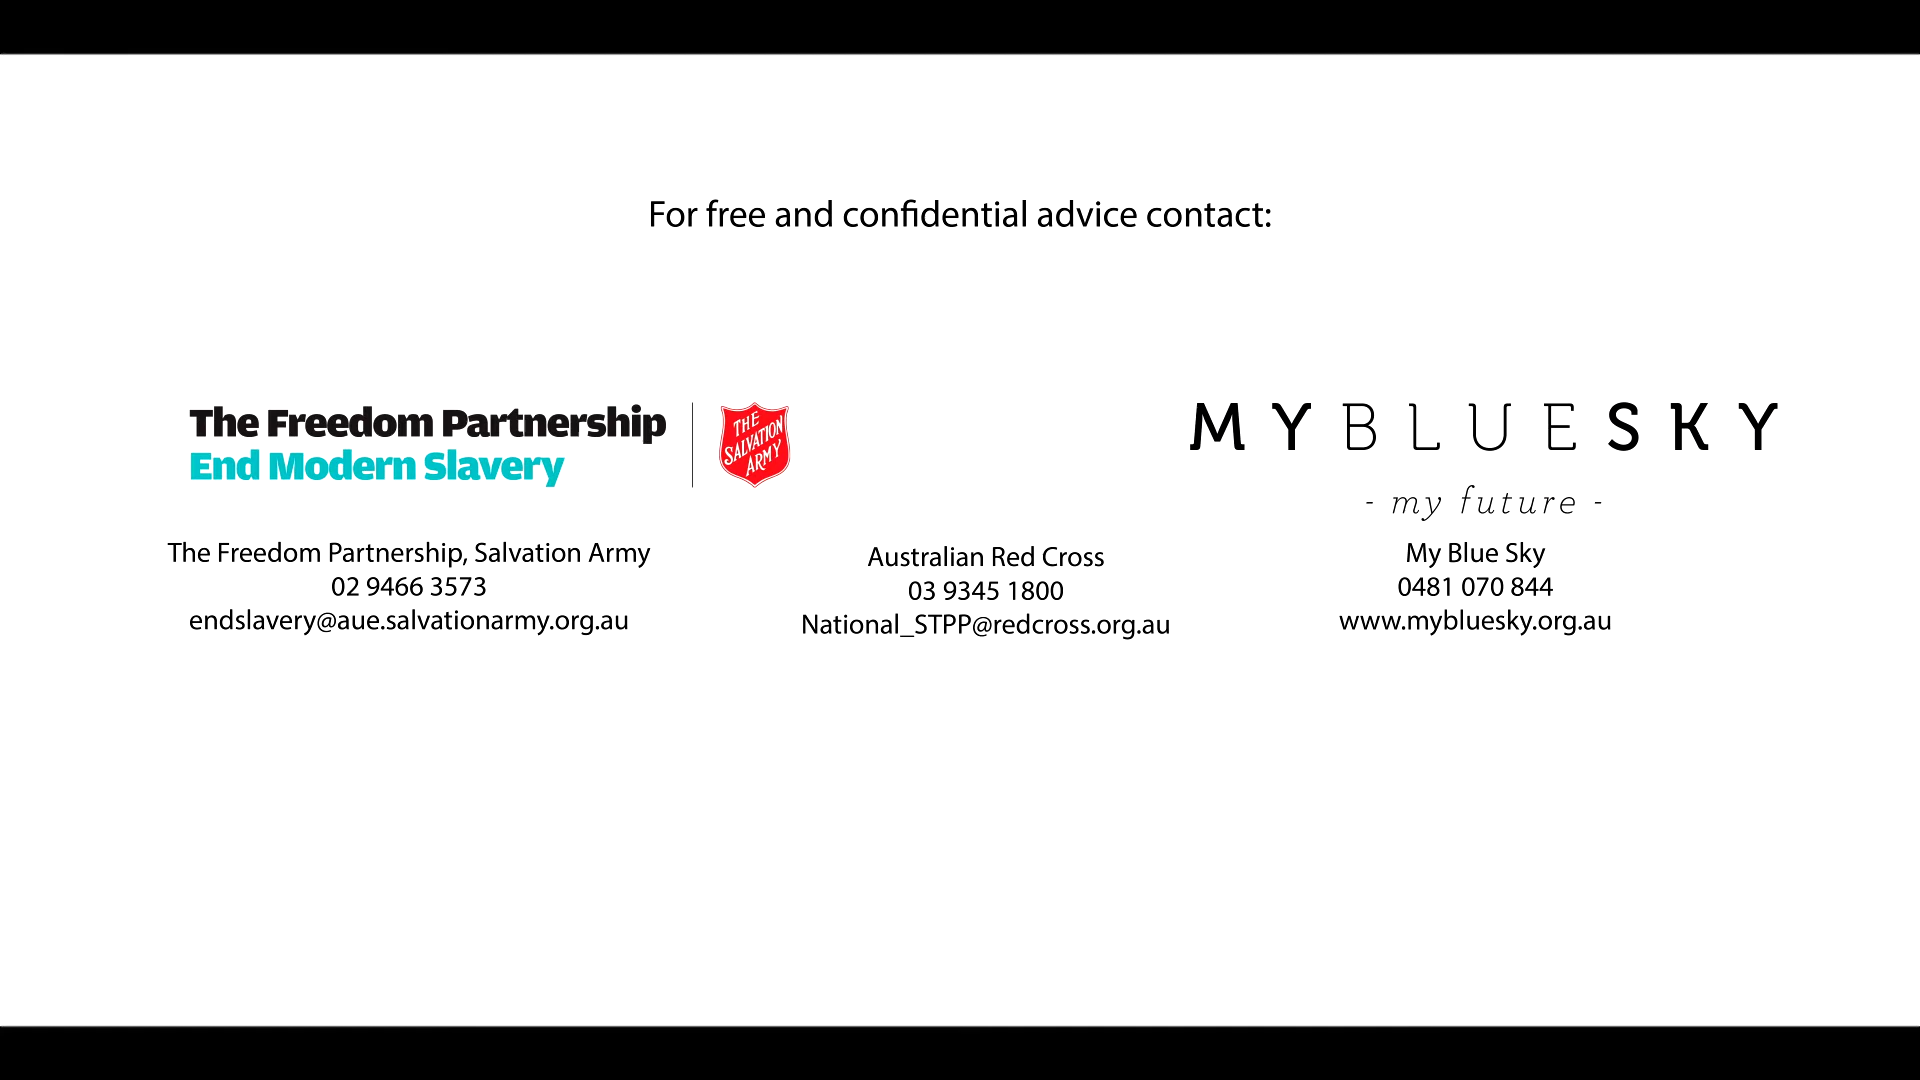 For free and confidential advice contact:
The Freedom Partnership
End Modern Slavery
THE
SALVATION
ARMY
The Freedom Partnership, Salvation Army
02 9466 3573
endslavery@aue.salvationarmy.org.au
Australian Red Cross
03 9345 1800
National_STPP@redcross.org.au
MYBLUESKY
- my future -
My Blue Sky
0481 070 844
www.mybluesky.org.au